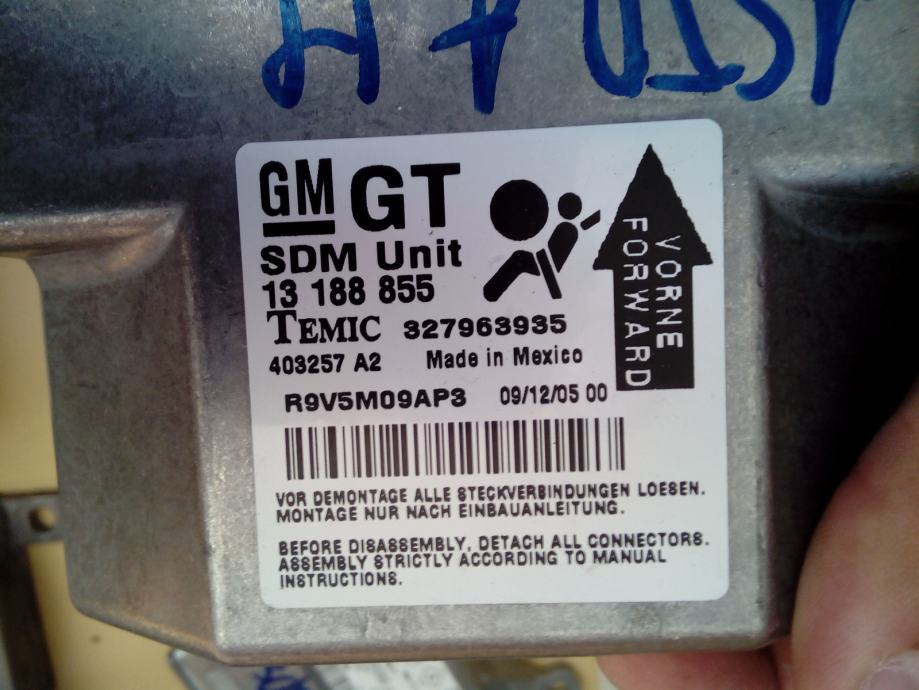 GM GT
SDM Unit
13 188 855
TEMIC 327963935
403257 A2 Made in Mexico
R9V5M09AP3 09/12/05 00
VORNE
FORWARD
VOR DEMONTAGE ALLE STECKVERBINDUNGEN LOESEN.
MONTAGE NUR NACH EINBAUANLEITUNG.
BEFORE DISASSEMBLY, DETACH ALL CONNECTORS.
ASSEMBLY STRICTLY ACCORDING TO MANUAL
INSTRUCTIONS.